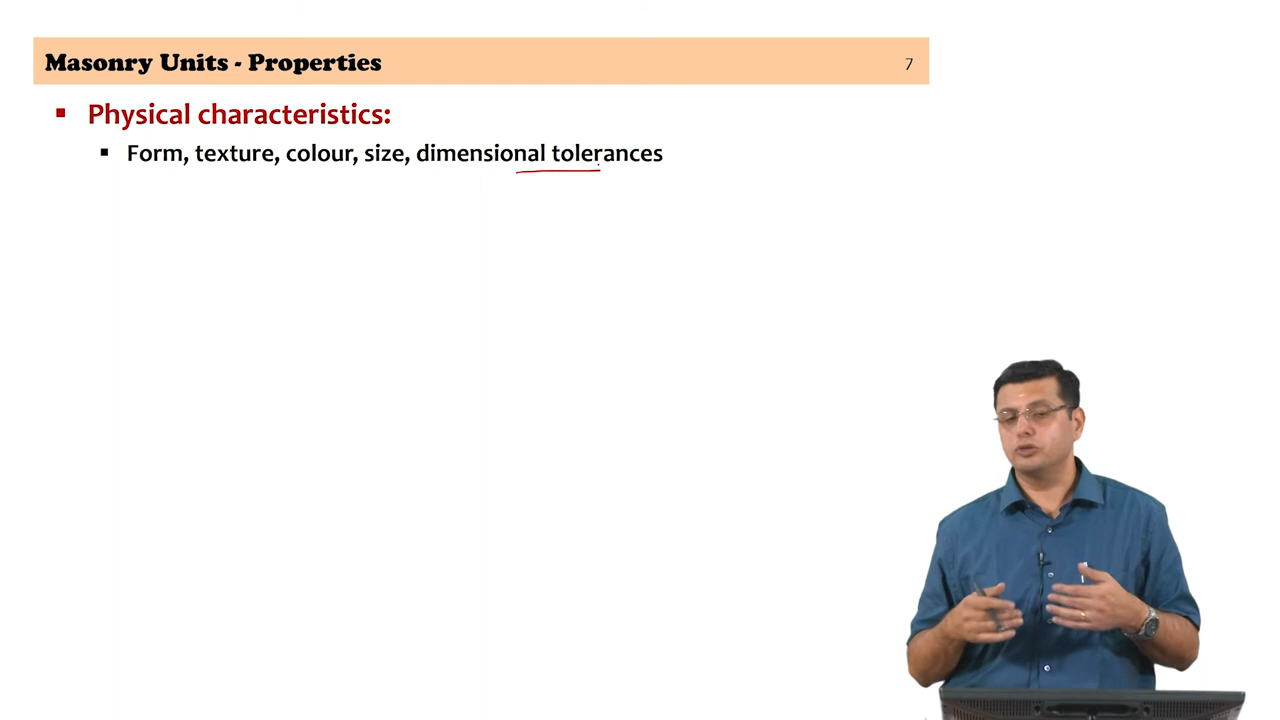 Masonry Units - Properties 7
Physical characteristics:
Form, texture, colour, size, dimensional tolerances